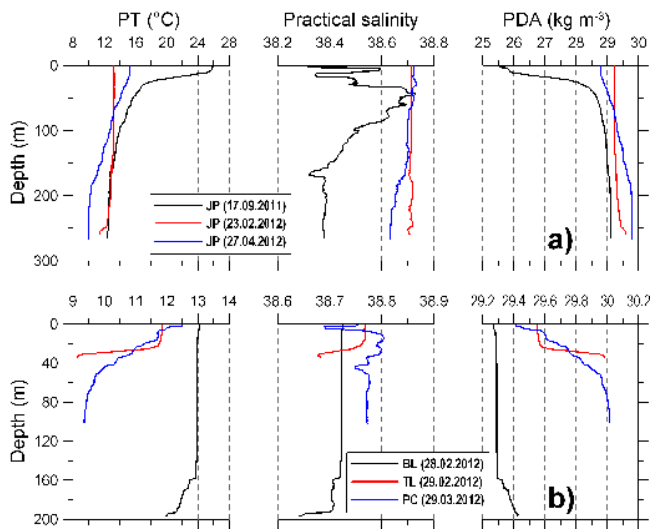 PT (°C) Practical salinity PDA (kg m-3)
8 12 16 20 24 28 38.2 38.4 38.6 38.8 25 26 27 28 29 30
0
100
200
300
Depth (m) Depth (m)
JP (17.09.2011)
JP (23.02.2012)
JP (27.04.2012)
a)
9 10 11 12 13 14 38.6 38.7 38.8 38.9 29.2 29.4 29.6 29.8 30 30.2
0
40
80
120
160
200
Depth (m) Depth (m)
BL (28.02.2012)
TL (29.02.2012)
PC (29.03.2012)
b)